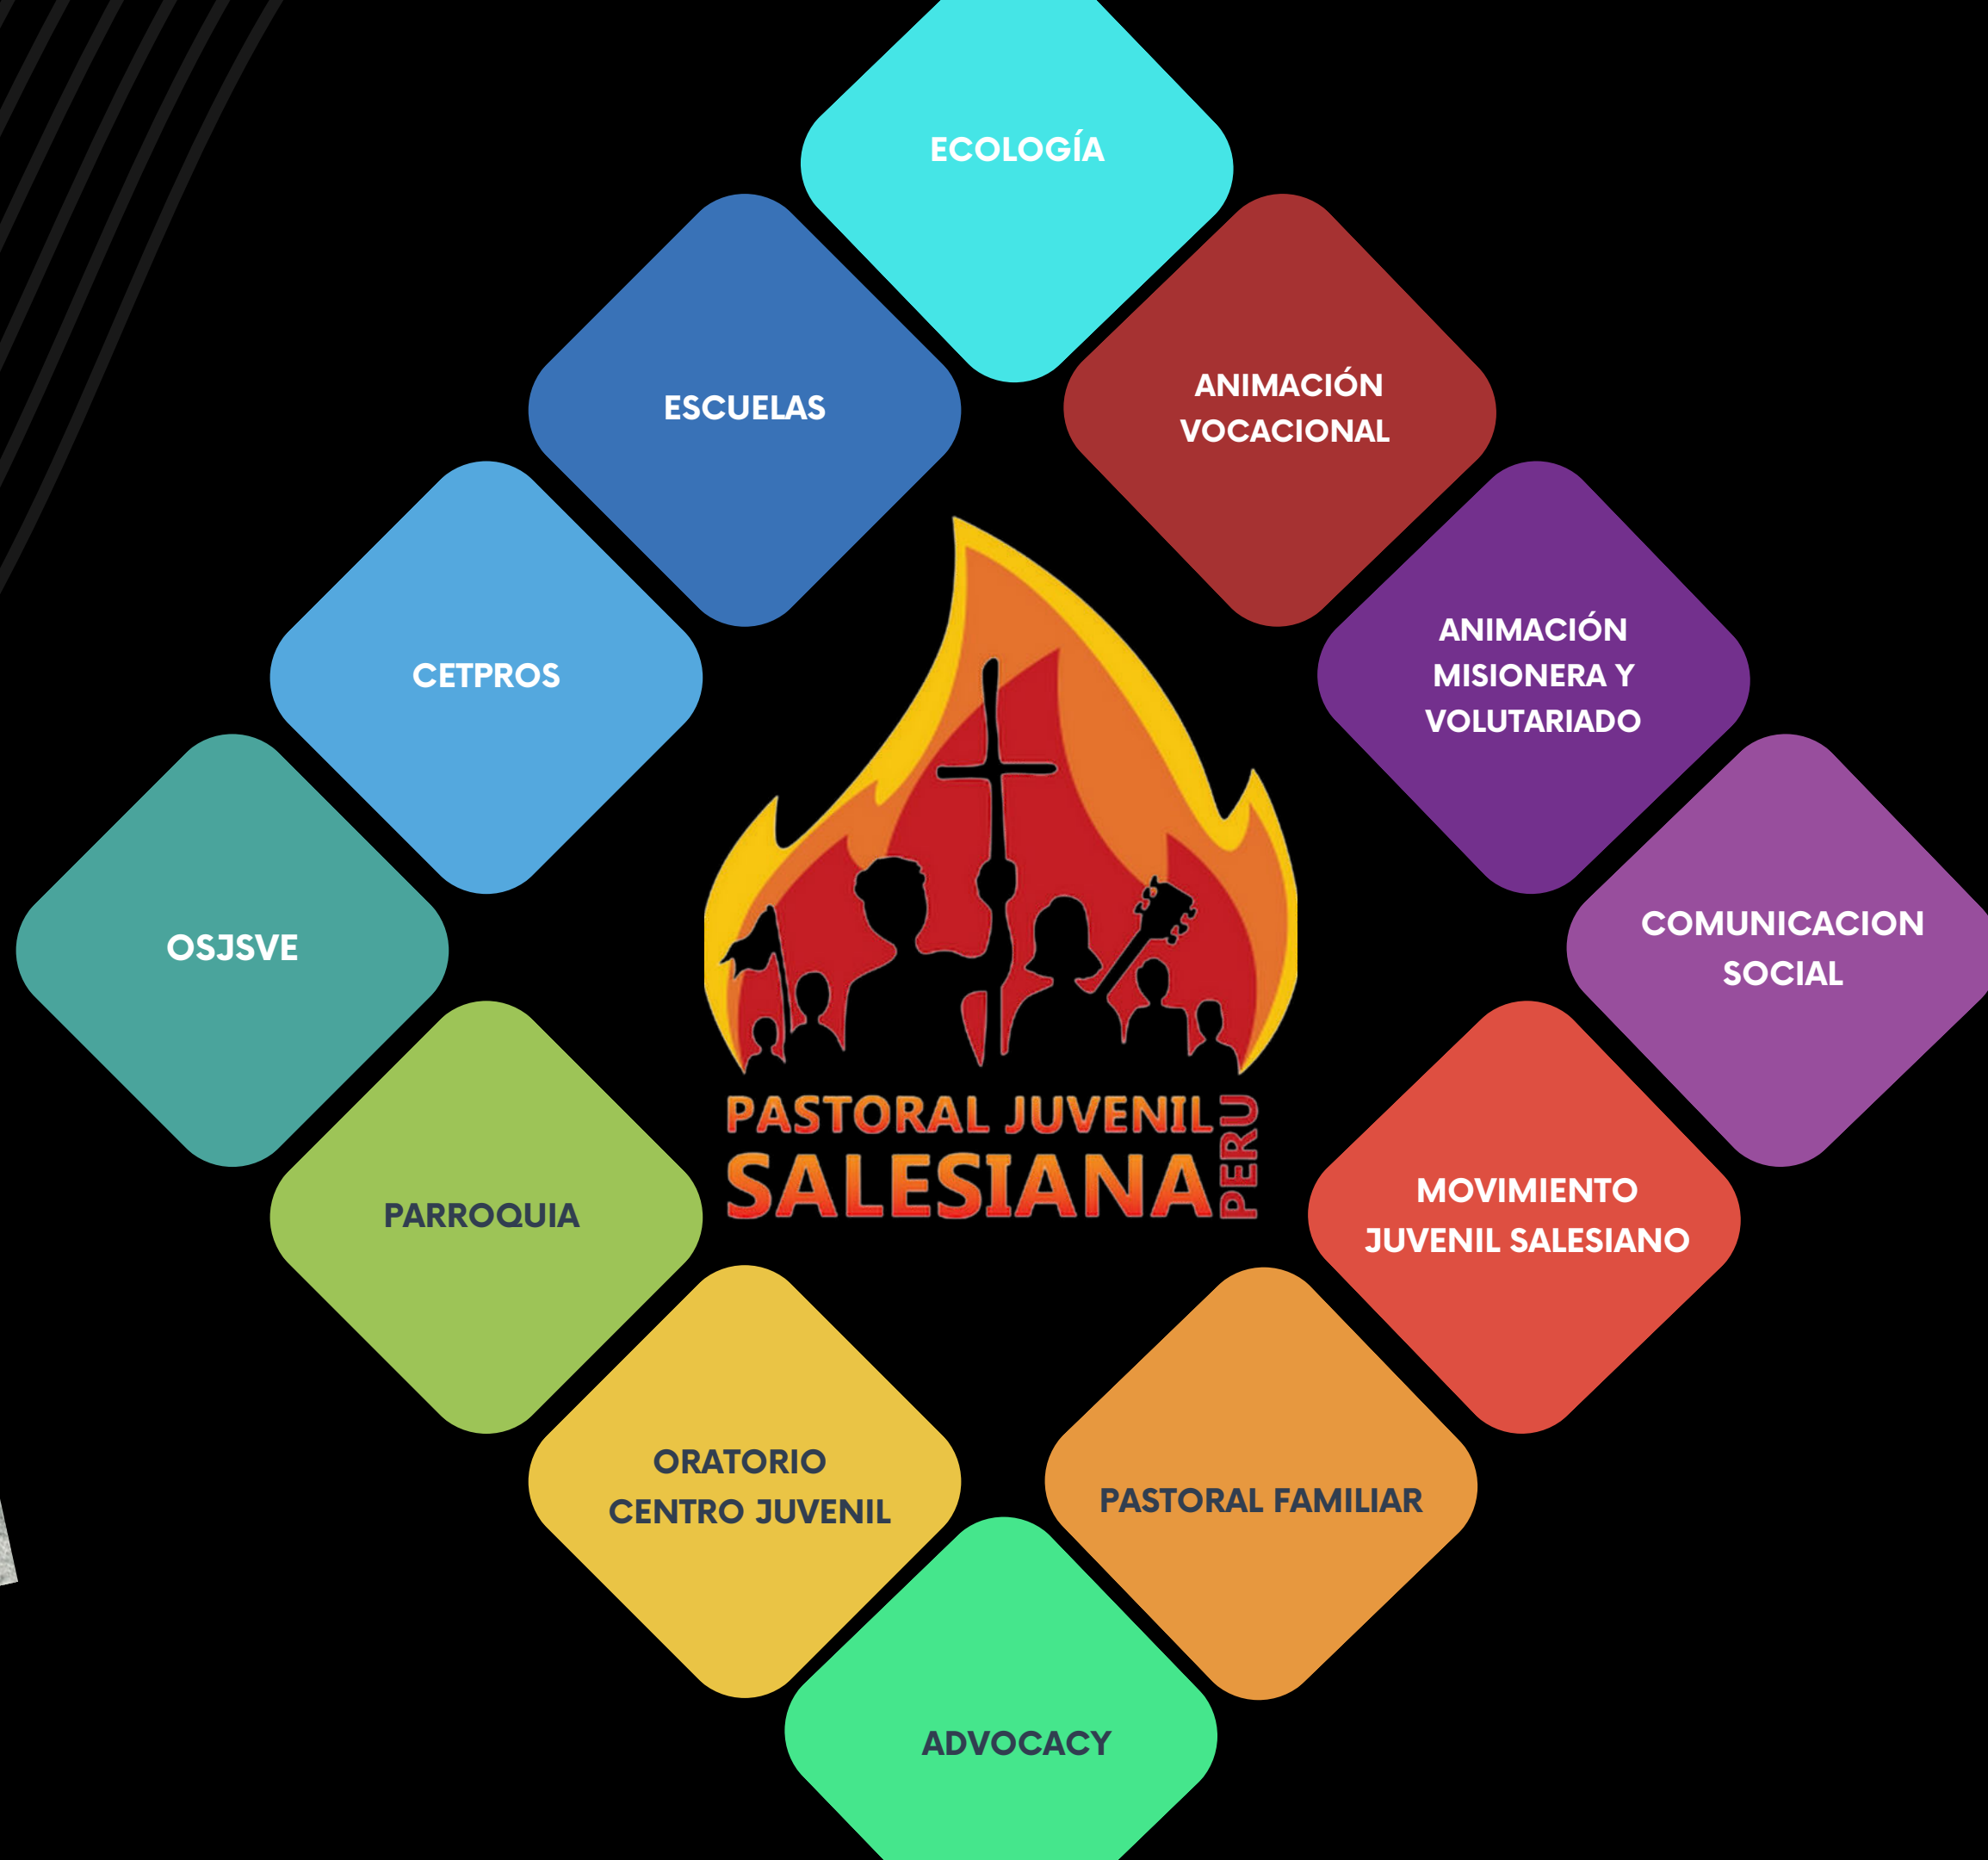 ECOLOGÍA
ESCUELAS
ANIMACIÓN
VOCACIONAL
CETPROS
ANIMACIÓN
MISIONERA Y
VOLUTARIADO
OSJSVE
COMUNICACION
SOCIAL
PASTORAL JUVENIL
SALESIANA
PERU
PARROQUIA
MOVIMIENTO
JUVENIL SALESIANO
ORATORIO
CENTRO JUVENIL
PASTORAL FAMILIAR
ADVOCACY